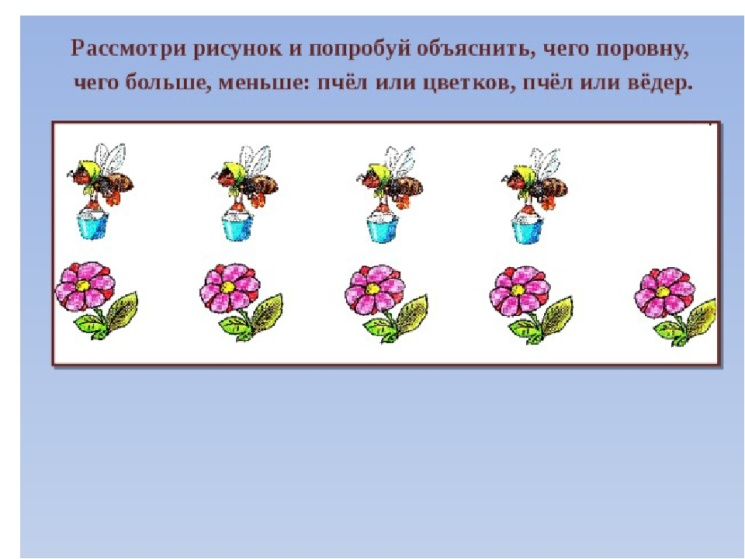 Рассмотри рисунок и попробуй объяснить, чего поровну,
чего больше, меньше: пчёл или цветков, пчёл или вёдер.